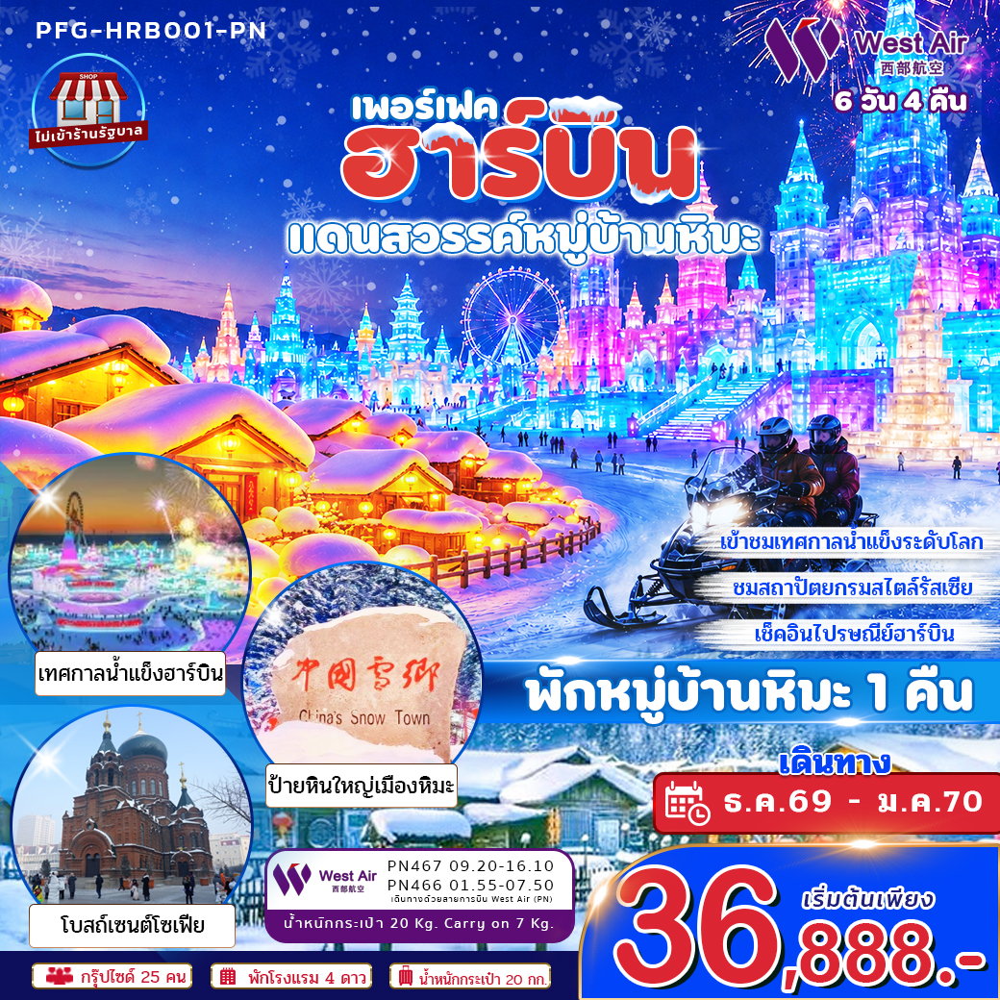 PFG-HRB001-PN
West Air
西部航空
6 วัน 4 คืน
SHOP
ไม่เข้าร้านรัฐบาล
เพอร์เฟค
ฮาร์บิน
แดนสวรรค์หมู่บ้านหิมะ
เข้าชมเทศกาลน้ำแข็งระดับโลก
ชมสถาปัตยกรรมสไตล์รัสเซีย
เช็คอินไปรษณีย์ฮาร์บิน
เทศกาลน้ำแข็งฮาร์บิน
中國雪鄉
China's Snow Town
ป้ายหินใหญ่เมืองหิมะ
พักหมู่บ้านหิมะ 1 คืน
เดินทาง
ธ.ค.69 - ม.ค.70
โบสถ์เซนต์โซเฟีย
West Air
西部航空
PN467 09.20-16.10
PN466 01.55-07.50
เดินทางด้วยสายการบิน West Air (PN)
น้ำหนักกระเป๋า 20 Kg. Carry on 7 Kg.
เริ่มต้นเพียง
36,888.-
กรุ๊ปไซด์ 25 คน
พักโรงแรม 4 ดาว
น้ำหนักกระเป๋า 20 กก.